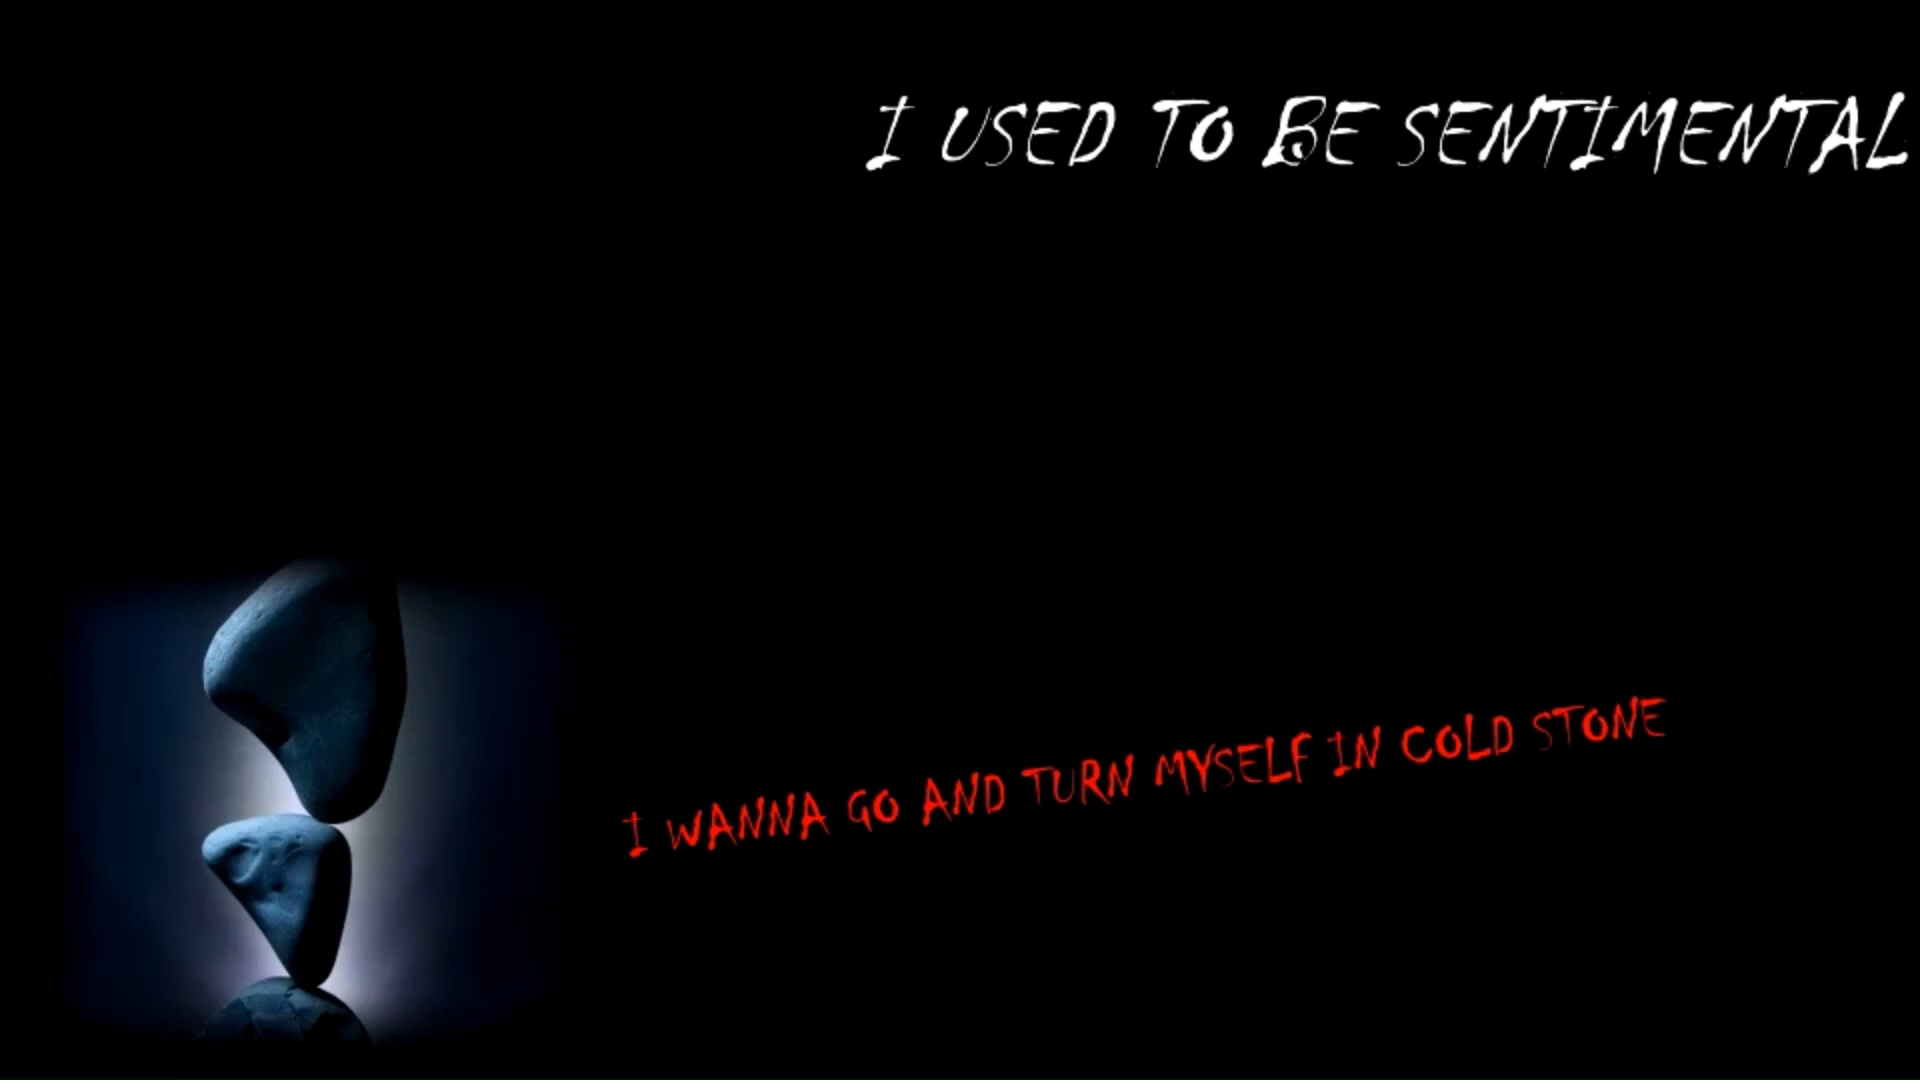 I USED TO BE SENTIMENTAL
I WANNA GO AND TURN MYSELF IN COLD STONE